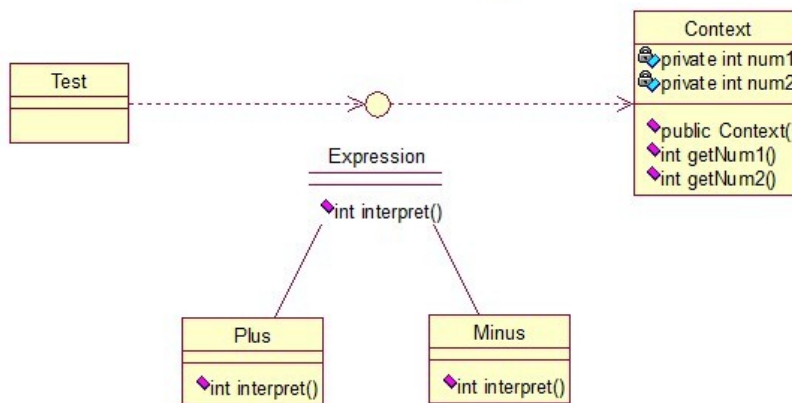 Test
Context
private int num1
private int num2
public Context(
int getNum1()
int getNum2()
Expression
int interpret()
Plus
int interpret()
Minus
int interpret()